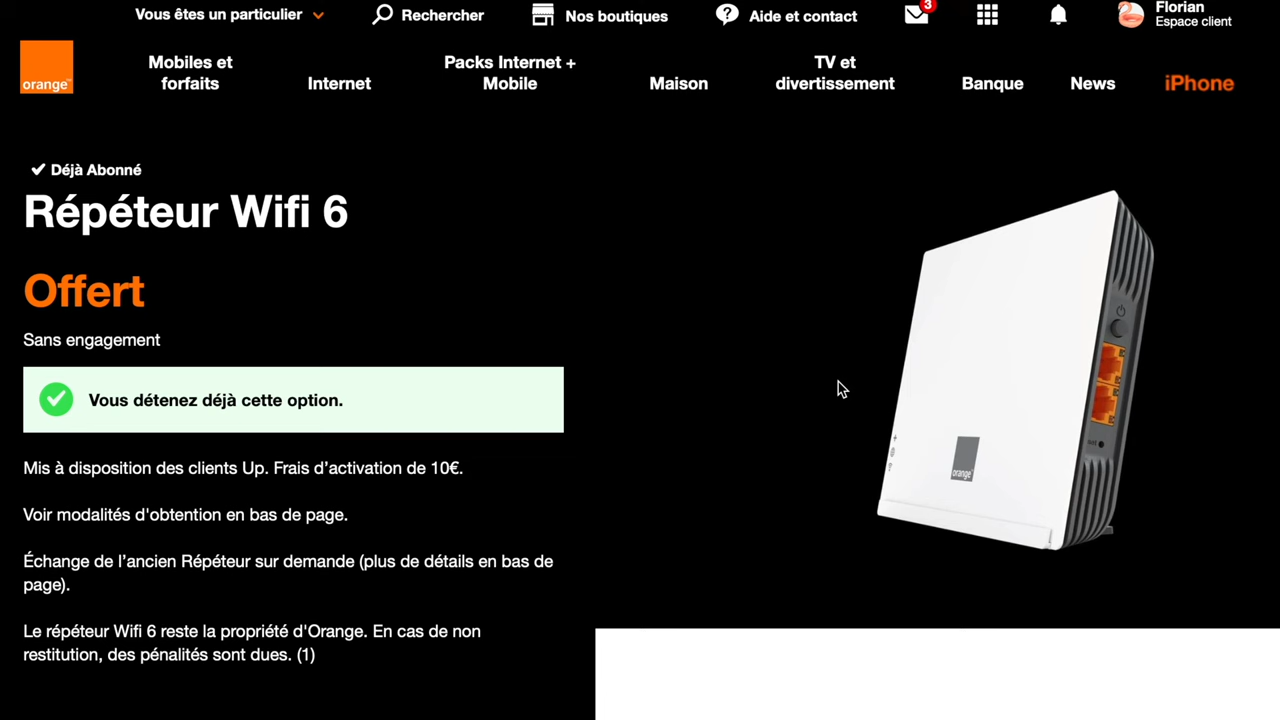 Vous êtes un particulier
Rechercher
Nos boutiques
Aide et contact
3
Florian
Espace client
orange™
Mobiles et
forfaits
Internet
Packs Internet +
Mobile
Maison
TV et
divertissement
Banque
News
iPhone
Déjà Abonné
Répéteur Wifi 6
Offert
Sans engagement
Vous détenez déjà cette option.
Mis à disposition des clients Up. Frais d’activation de 10€.
Voir modalités d'obtention en bas de page.
Échange de l’ancien Répéteur sur demande (plus de détails en bas de
page).
Le répéteur Wifi 6 reste la propriété d'Orange. En cas de non
restitution, des pénalités sont dues. (1)
orange™